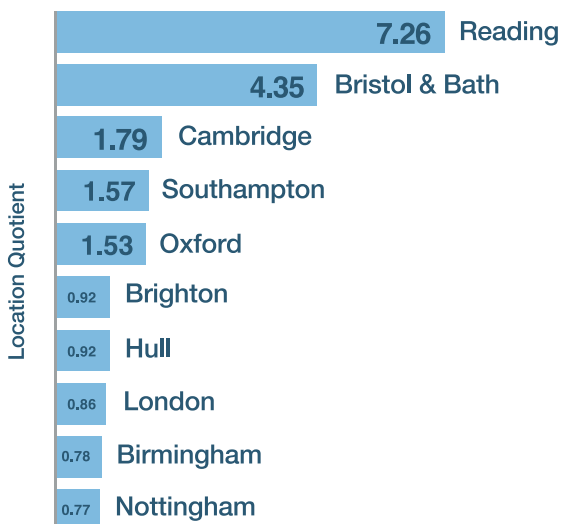 7.26 Reading
4.35 Bristol & Bath
1.79 Cambridge
1.57 Southampton
1.53 Oxford
0.92 Brighton
0.92 Hull
0.86 London
0.78 Birmingham
0.77 Nottingham
Location Quotient